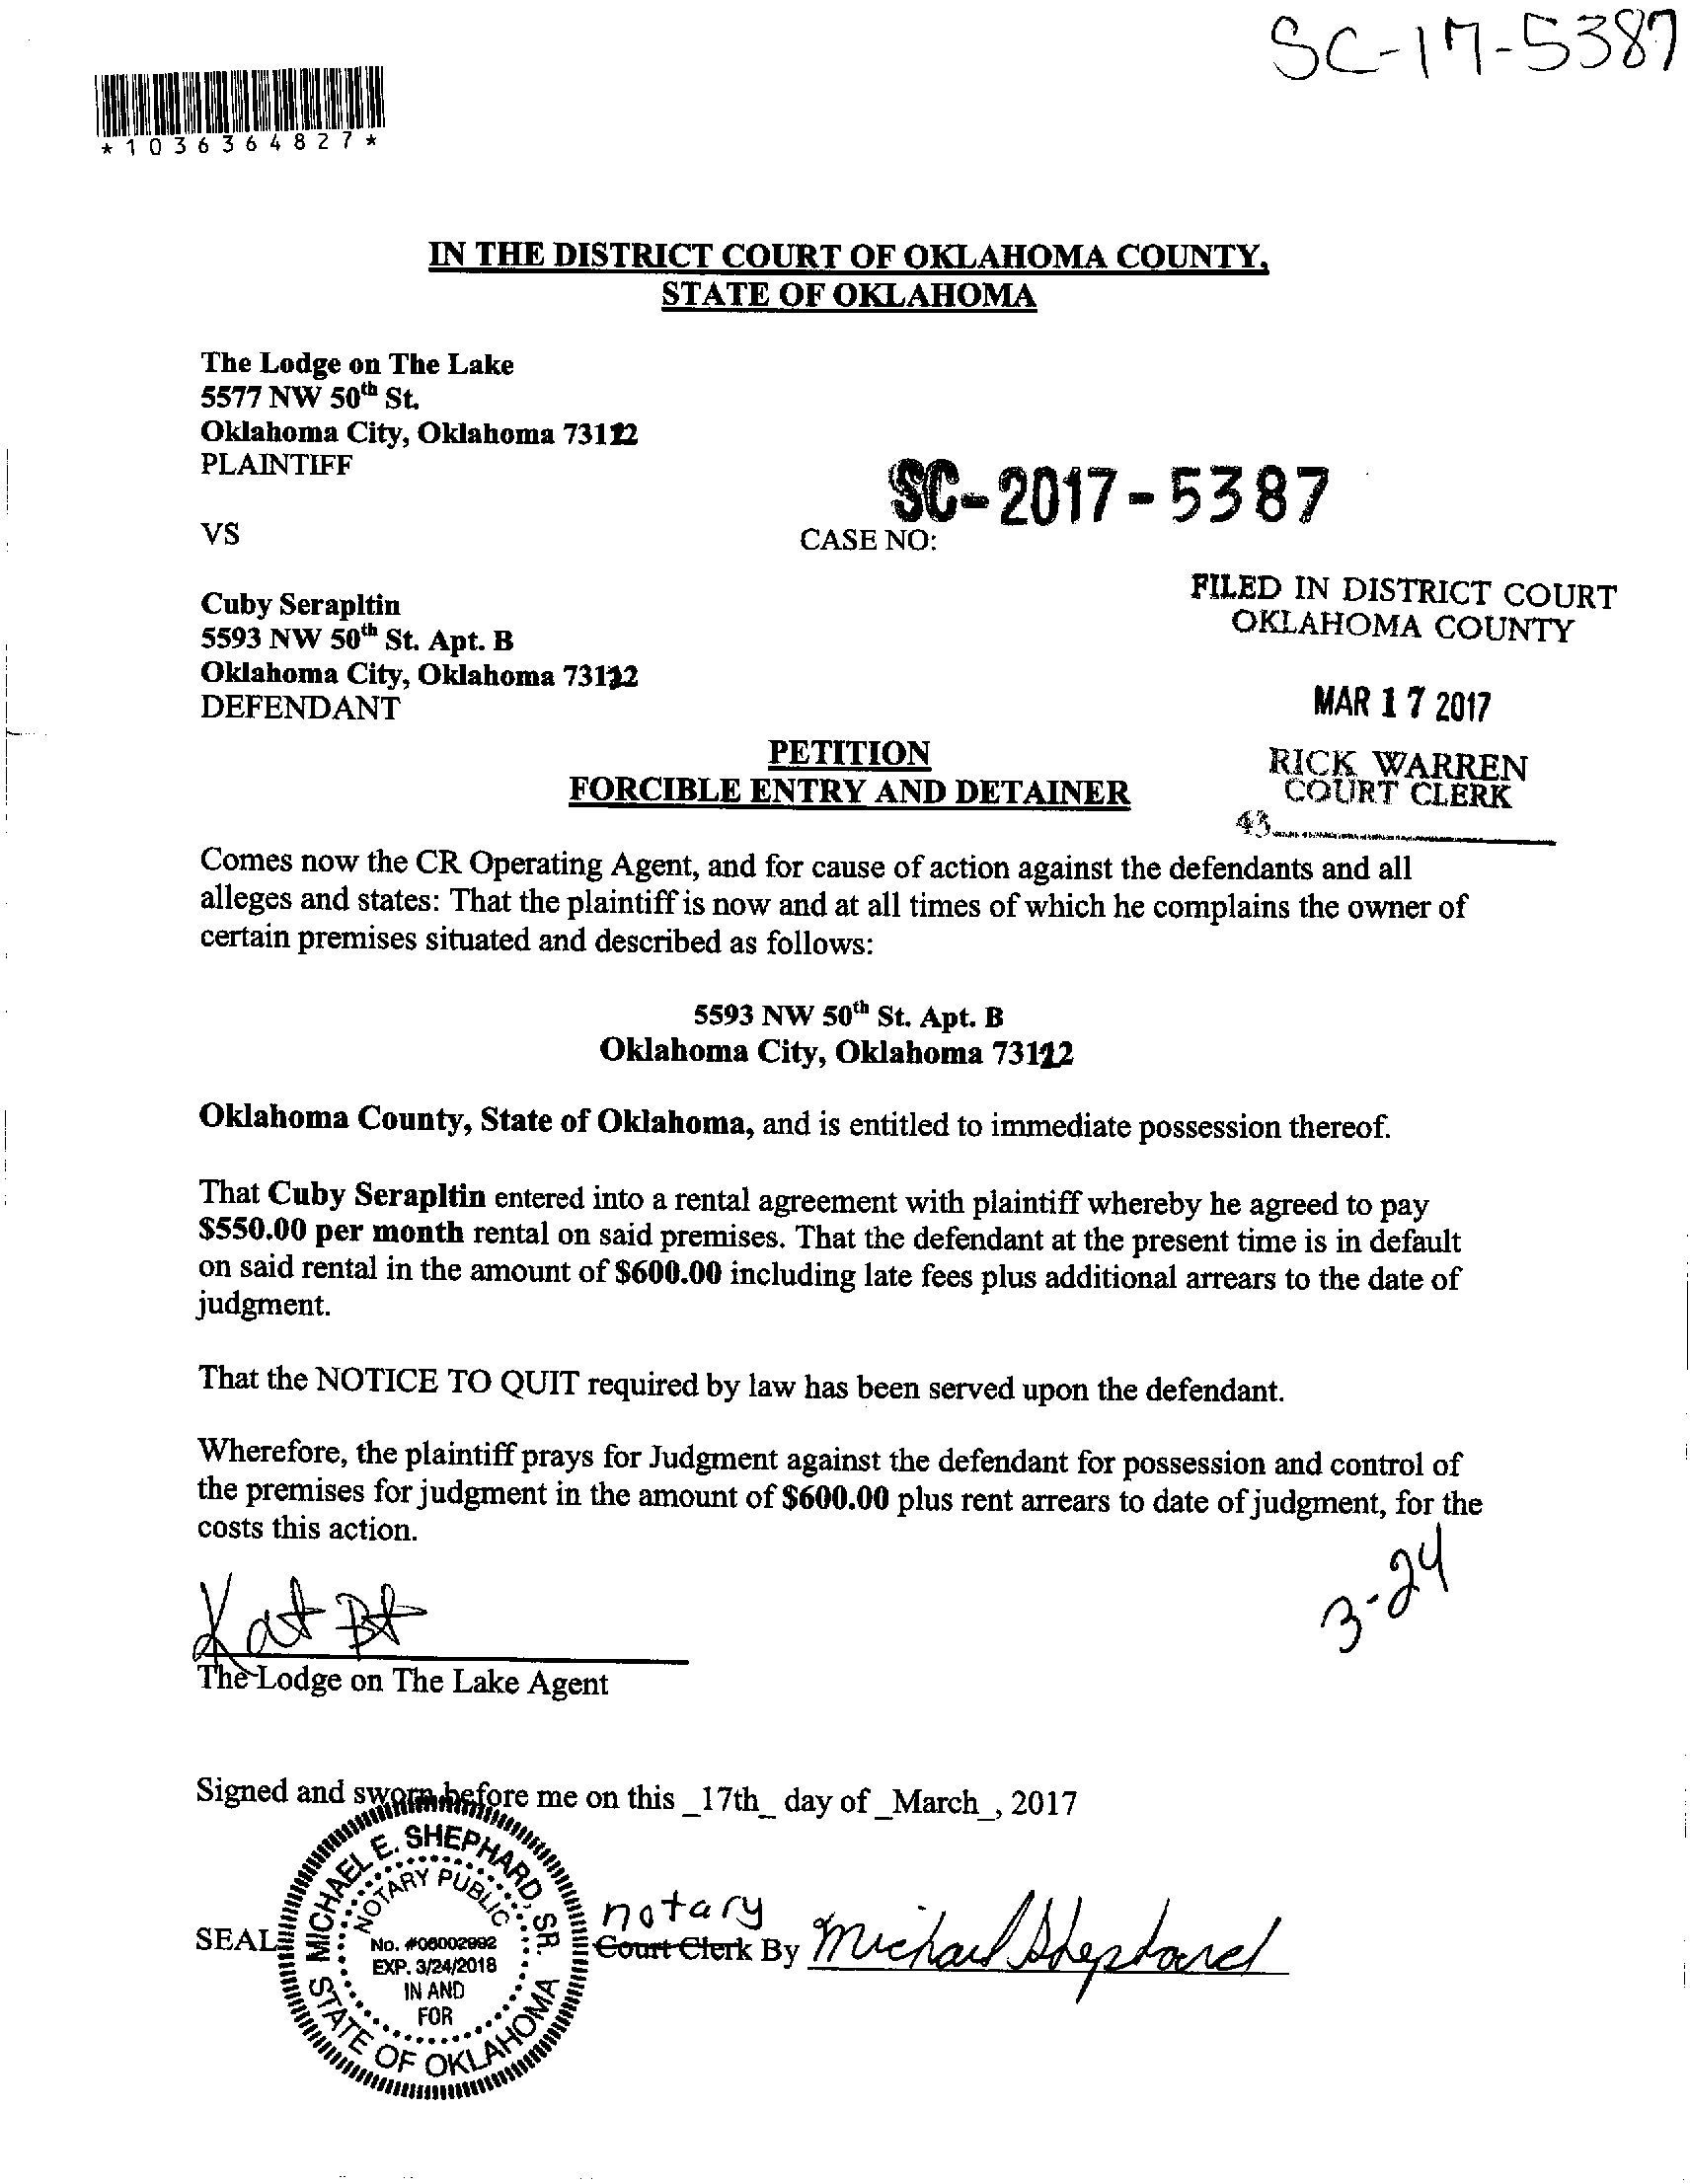 SC-17-5387
*1036364827*
IN THE DISTRICT COURT OF OKLAHOMA COUNTY,
STATE OF OKLAHOMA
The Lodge on The Lake
5577 NW 50th St.
Oklahoma City, Oklahoma 73112
PLAINTIFF
SC-2017-5387
VS
CASE NO:
FILED IN DISTRICT COURT
OKLAHOMA COUNTY
Cuby Serapltin
5593 NW 50th St. Apt. B
Oklahoma City, Oklahoma 73112
DEFENDANT
MAR 17 2017
RICK WARREN
COURT CLERK
43
PETITION
FORCIBLE ENTRY AND DETAINER
Comes now the CR Operating Agent, and for cause of action against the defendants and all
alleges and states: That the plaintiff is now and at all times of which he complains the owner of
certain premises situated and described as follows:
5593 NW 50th St. Apt. B
Oklahoma City, Oklahoma 73112
Oklahoma County, State of Oklahoma, and is entitled to immediate possession thereof.
That Cuby Serapltin entered into a rental agreement with plaintiff whereby he agreed to pay
$550.00 per month rental on said premises. That the defendant at the present time is in default
on said rental in the amount of $600.00 including late fees plus additional arrears to the date of
judgment.
That the NOTICE TO QUIT required by law has been served upon the defendant.
Wherefore, the plaintiff prays for Judgment against the defendant for possession and control of
the premises for judgment in the amount of $600.00 plus rent arrears to date of judgment, for the
costs this action.
3-24
Kat
The Lodge on The Lake Agent
Signed and sworn before me on this _17th_ day of _March_, 2017
MICHAEL E. SHEPHARD, SR.
NOTARY PUBLIC
No. #06002992
EXP. 3/24/2018
IN AND
FOR
STATE OF OKLAHOMA
SEAL
notary
Court Clerk By Michael Shephard